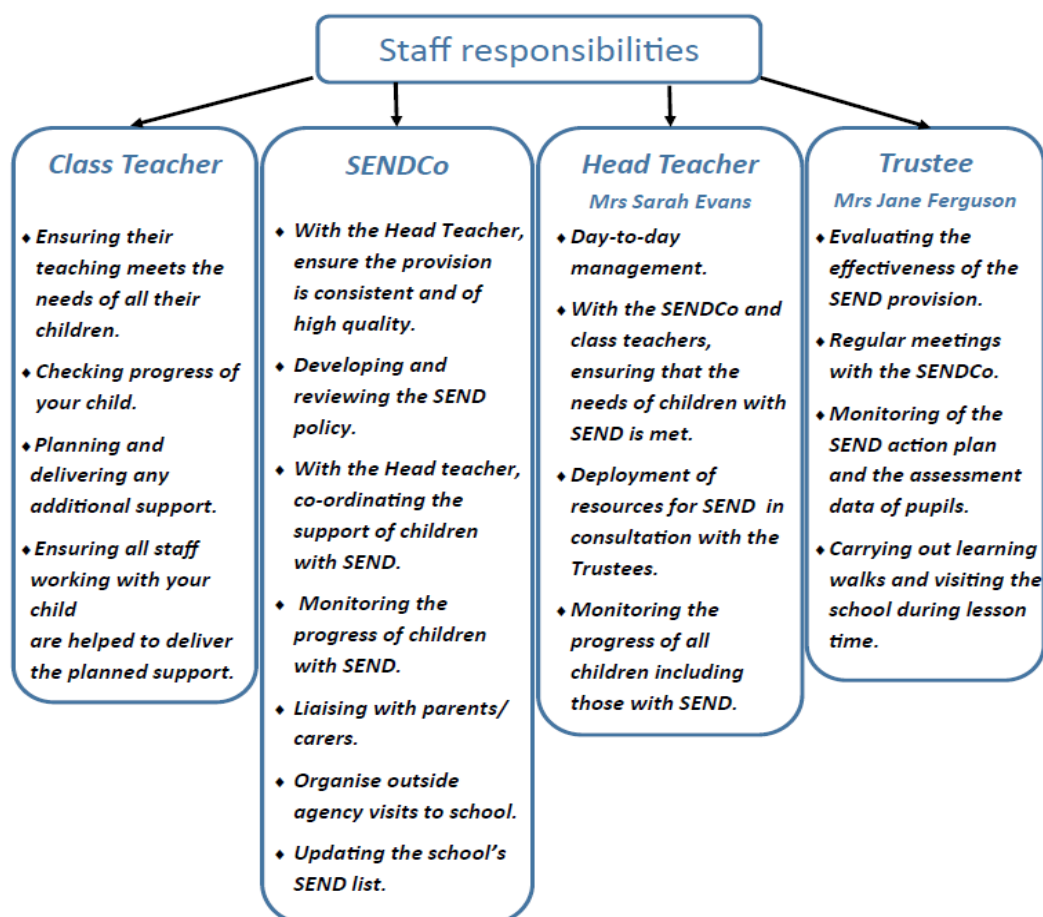 Staff responsibilities
Class Teacher
♦ Ensuring their
teaching meets the
needs of all their
children.
♦ Checking progress of
your child.
♦ Planning and
delivering any
additional support.
♦ Ensuring all staff
working with your
child
are helped to deliver
the planned support.
SENDCo
♦ With the Head Teacher,
ensure the provision
is consistent and of
high quality.
♦ Developing and
reviewing the SEND
policy.
♦ With the Head teacher,
co-ordinating the
support of children
with SEND.
♦ Monitoring the
progress of children
with SEND.
♦ Liaising with parents/
carers.
♦ Organise outside
agency visits to school.
♦ Updating the school’s
SEND list.
Head Teacher
Mrs Sarah Evans
♦ Day-to-day
management.
♦ With the SENDCo and
class teachers,
ensuring that the
needs of children with
SEND is met.
♦ Deployment of
resources for SEND in
consultation with the
Trustees.
♦ Monitoring the
progress of all
children including
those with SEND.
Trustee
Mrs Jane Ferguson
♦ Evaluating the
effectiveness of the
SEND provision.
♦ Regular meetings
with the SENDCo.
♦ Monitoring of the
SEND action plan
and the assessment
data of pupils.
♦ Carrying out learning
walks and visiting the
school during lesson
time.